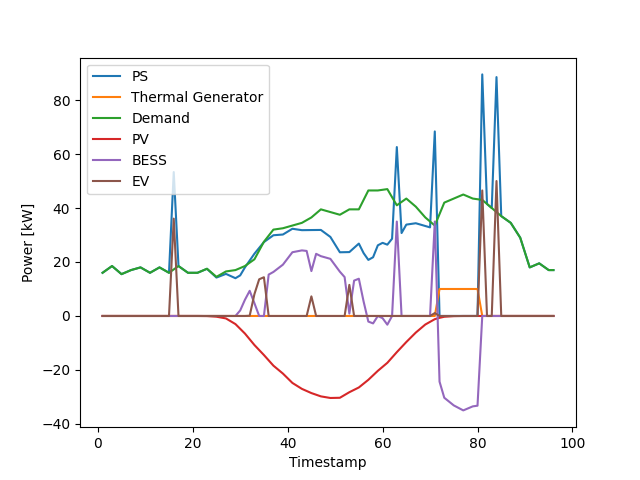 PS
Thermal Generator
Demand
PV
BESS
EV
Power [kW]
80
60
40
20
0
−20
−40
0 20 40 60 80 100
Timestamp